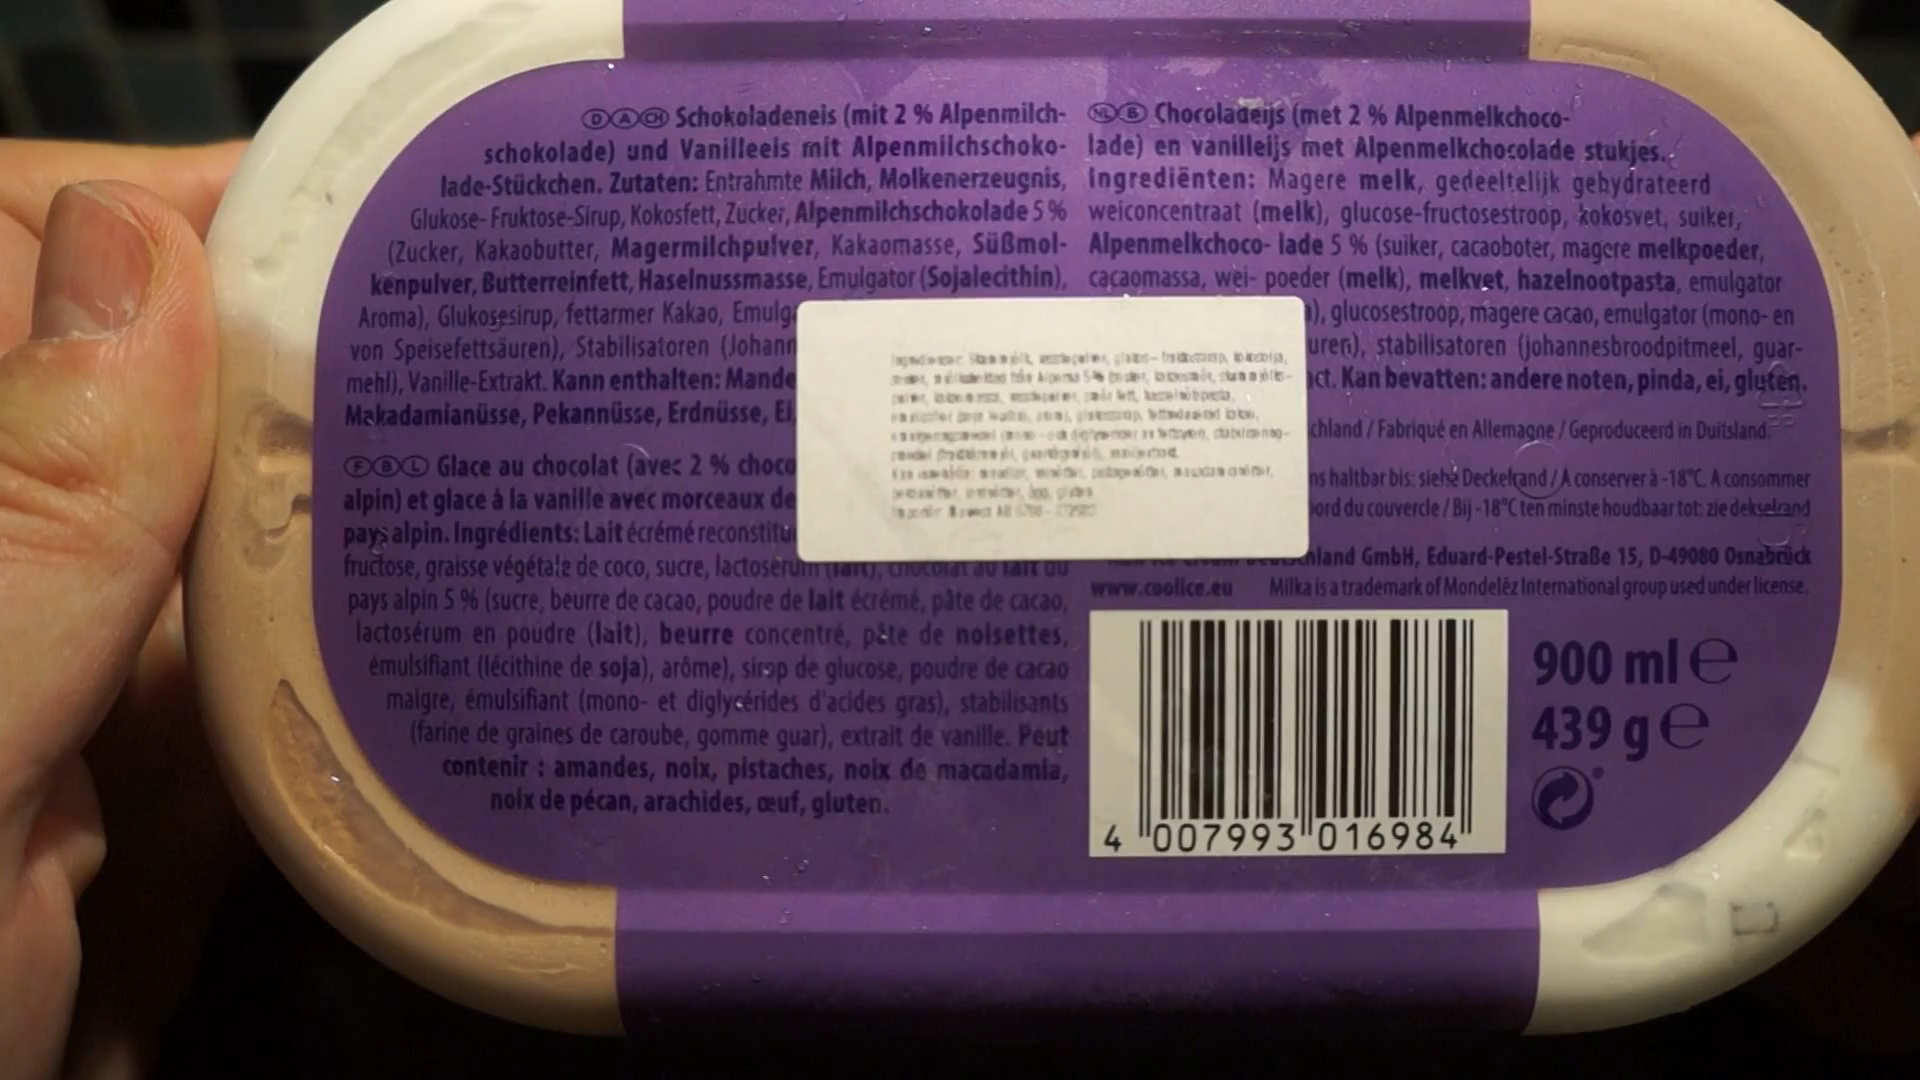 D A CH Schokoladeneis (mit 2 % Alpenmilch-
schokolade) und Vanilleeis mit Alpenmilchschoko-
lade-Stückchen. Zutaten: Entrahmte Milch, Molkenerzeugnis,
Glukose- Fruktose-Sirup, Kokosfett, Zucker, Alpenmilchschokolade 5 %
(Zucker, Kakaobutter, Magermilchpulver, Kakaomasse, Süßmol-
kenpulver, Butterreinfett, Haselnussmasse, Emulgator (Sojalecithin),
Aroma), Glukosesirup, fettarmer Kakao, Emulg
von Speisefettsäuren), Stabilisatoren (Johann
mehl), Vanille-Extrakt. Kann enthalten: Mande
Makadamianüsse, Pekannüsse, Erdnüsse, Ei,
F B L Glace au chocolat (avec 2 % choco
alpin) et glace à la vanille avec morceaux de
pays alpin. Ingrédients: Lait écrémé reconstitu
fructose, graisse végétale de coco, sucre, lactosérum (lait), chocolat au lait du
pays alpin 5 % (sucre, beurre de cacao, poudre de lait écrémé, pâte de cacao,
lactosérum en poudre (lait), beurre concentré, pâte de noisettes,
émulsifiant (lécithine de soja), arôme), sirop de glucose, poudre de cacao
maigre, émulsifiant (mono- et diglycérides d'acides gras), stabilisants
(farine de graines de caroube, gomme guar), extrait de vanille. Peut
contenir : amandes, noix, pistaches, noix de macadamia,
noix de pécan, arachides, œuf, gluten.
NL B Chocoladeijs (met 2 % Alpenmelkchoco-
lade) en vanilleijs met Alpenmelkchocolade stukjes.
Ingrediënten: Magere melk, gedeeltelijk gehydrateerd
weiconcentraat (melk), glucose-fructosestroop, kokosvet, suiker,
Alpenmelkchoco- lade 5 % (suiker, cacaoboter, magere melkpoeder,
cacaomassa, wei- poeder (melk), melkvet, hazelnootpasta, emulgator
a), glucosestroop, magere cacao, emulgator (mono- en
uren), stabilisatoren (johannesbroodpitmeel, guar-
act. Kan bevatten: andere noten, pinda, ei, gluten.
chland / Fabriqué en Allemagne / Geproduceerd in Duitsland.
ns haltbar bis: siehe Deckelrand / A conserver à -18°C. A consommer
bord du couvercle / Bij -18°C ten minste houdbaar tot: zie dekselrand
hland GmbH, Eduard-Pestel-Straße 15, D-49080 Osnabrück
www.coolice.eu Milka is a trademark of Mondelēz International group used under license.
4 007993 016984
900 ml e
439 g e